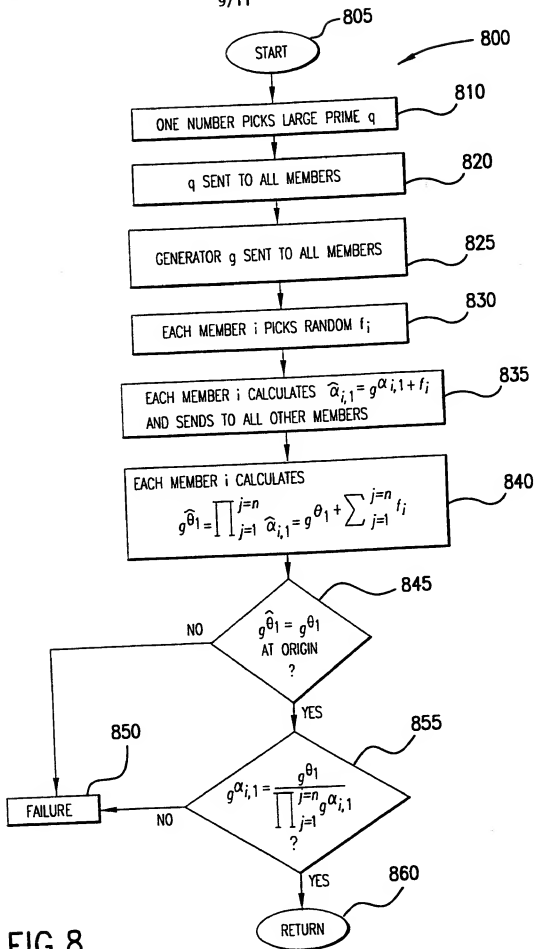 9/11
805
START
800
810
ONE NUMBER PICKS LARGE PRIME q
820
q SENT TO ALL MEMBERS
825
GENERATOR g SENT TO ALL MEMBERS
830
EACH MEMBER i PICKS RANDOM f_i
835
EACH MEMBER i CALCULATES α̂_{i,1} = g^{α_{i,1} + f_i}
AND SENDS TO ALL OTHER MEMBERS
840
EACH MEMBER i CALCULATES
g^{θ̂_1} = ∏_{j=1}^{j=n} α̂_{i,1} = g^{θ_1} + ∑_{j=1}^{j=n} f_i
845
NO
g^{θ̂_1} = g^{θ_1}
AT ORIGIN
?
YES
850
855
FAILURE
NO
g^{α_{i,1}} = g^{θ_1} / ∏_{j=1}^{j=n} g^{α_{i,1}}
?
YES
860
RETURN
FIG.8